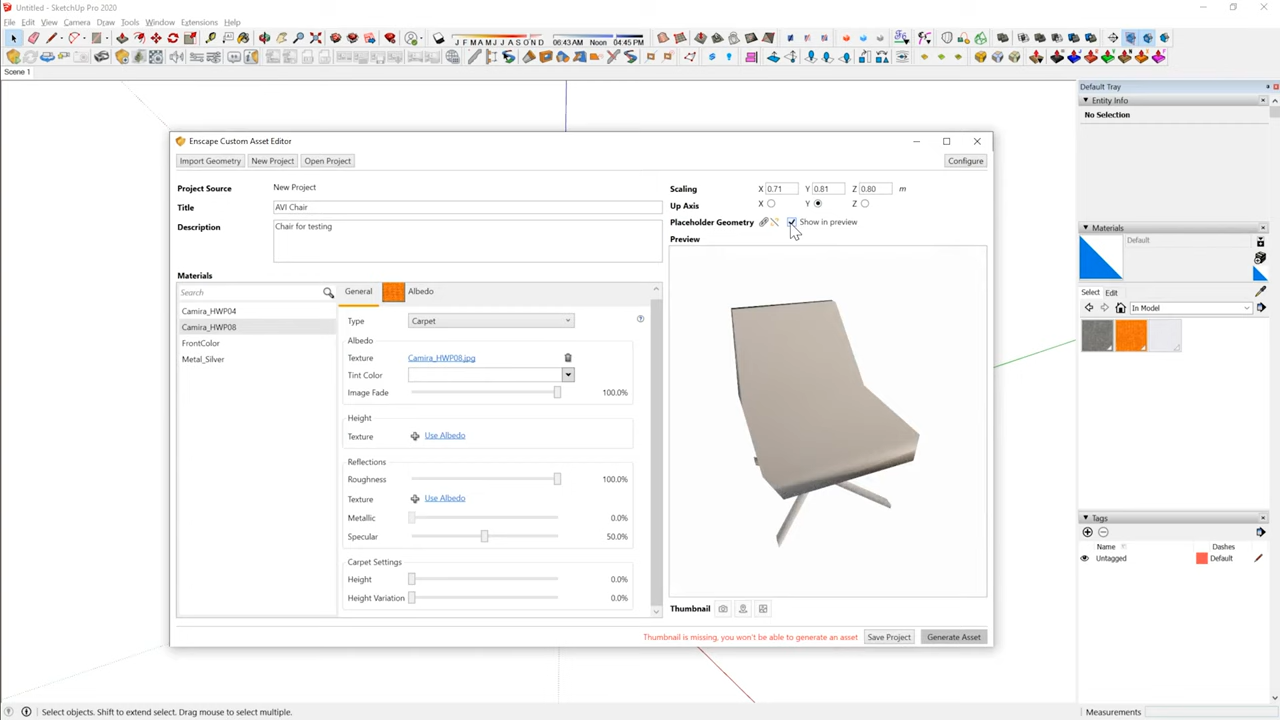 Untitled - SketchUp Pro 2020
File Edit View Camera Draw Tools Window Extensions Help
J F M A M J J A S O N D 06:43 AM Noon 04:45 PM
Scene 1
Default Tray
Entity Info
No Selection
Enscape Custom Asset Editor
Import Geometry New Project Open Project Configure
Project Source New Project
Title AVI Chair
Description Chair for testing
Scaling X 0.71 Y 0.81 Z 0.80 m
Up Axis X Y Z
Placeholder Geometry Show in preview
Preview
Materials
Search
Camira_HWP04
Camira_HWP08
FrontColor
Metal_Silver
General Albedo
Type Carpet
Albedo
Texture Camira_HWP08.jpg
Tint Color
Image Fade 100.0%
Height
Texture Use Albedo
Reflections
Roughness 100.0%
Texture Use Albedo
Metallic 0.0%
Specular 50.0%
Carpet Settings
Height 0.0%
Height Variation 0.0%
Thumbnail
Thumbnail is missing, you won't be able to generate an asset Save Project Generate Asset
Materials
Default
Select Edit
In Model
Tags
Name Dashes
Untagged Default
Select objects. Shift to extend select. Drag mouse to select multiple.
Measurements